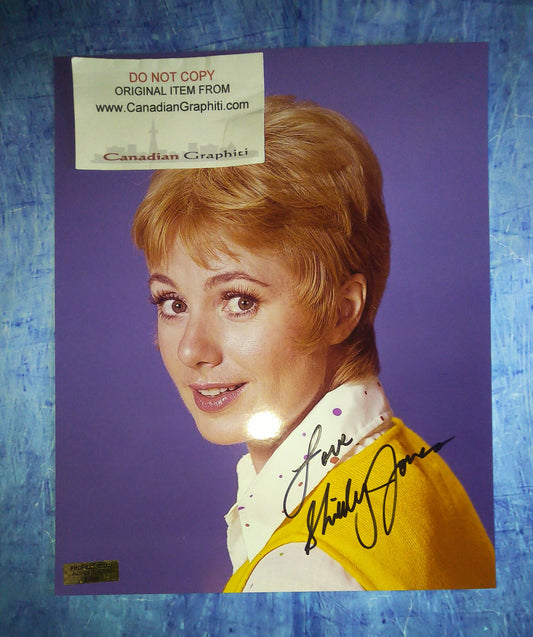 DO NOT COPY
ORIGINAL ITEM FROM
www.CanadianGraphiti.com
Canadian Graphiti
Love
Shirley Jones